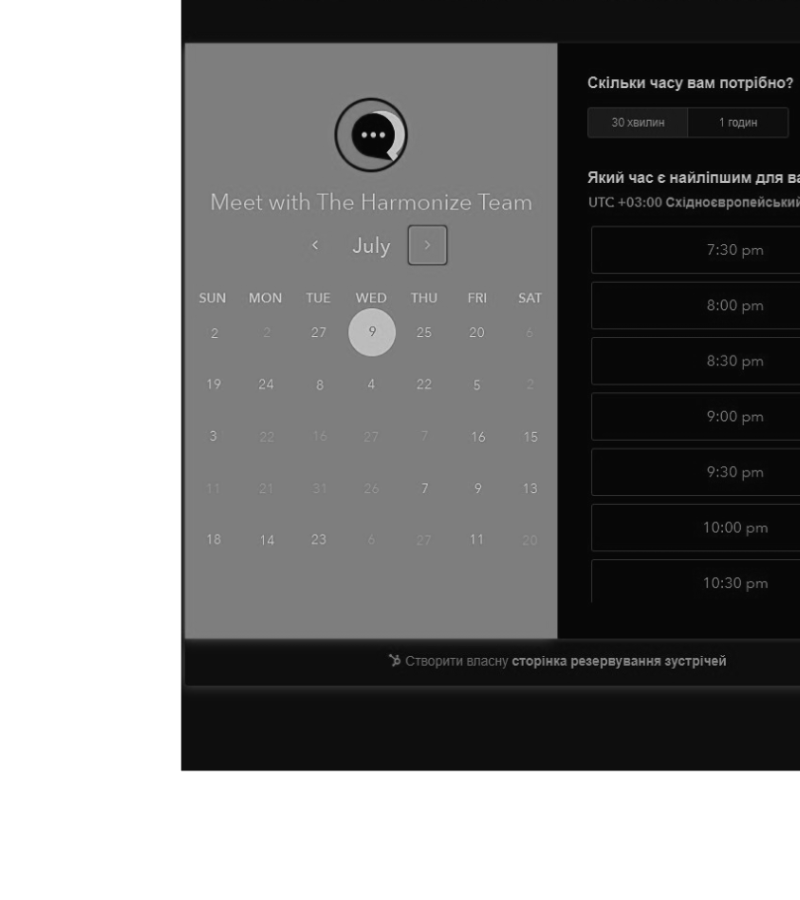 Meet with The Harmonize Team
July
SUN MON TUE WED THU FRI SAT
2 2 27 9 25 20 6
19 24 8 4 22 5 2
3 22 16 27 7 16 15
11 21 31 26 7 9 13
18 14 23 6 27 11 20
Скільки часу вам потрібно?
30 хвилин 1 годин
Який час є найліпшим для
UTC +03:00 Східноєвропейський
7:30 pm
8:00 pm
8:30 pm
9:00 pm
9:30 pm
10:00 pm
10:30 pm
Створити власну сторінка резервування зустрічей